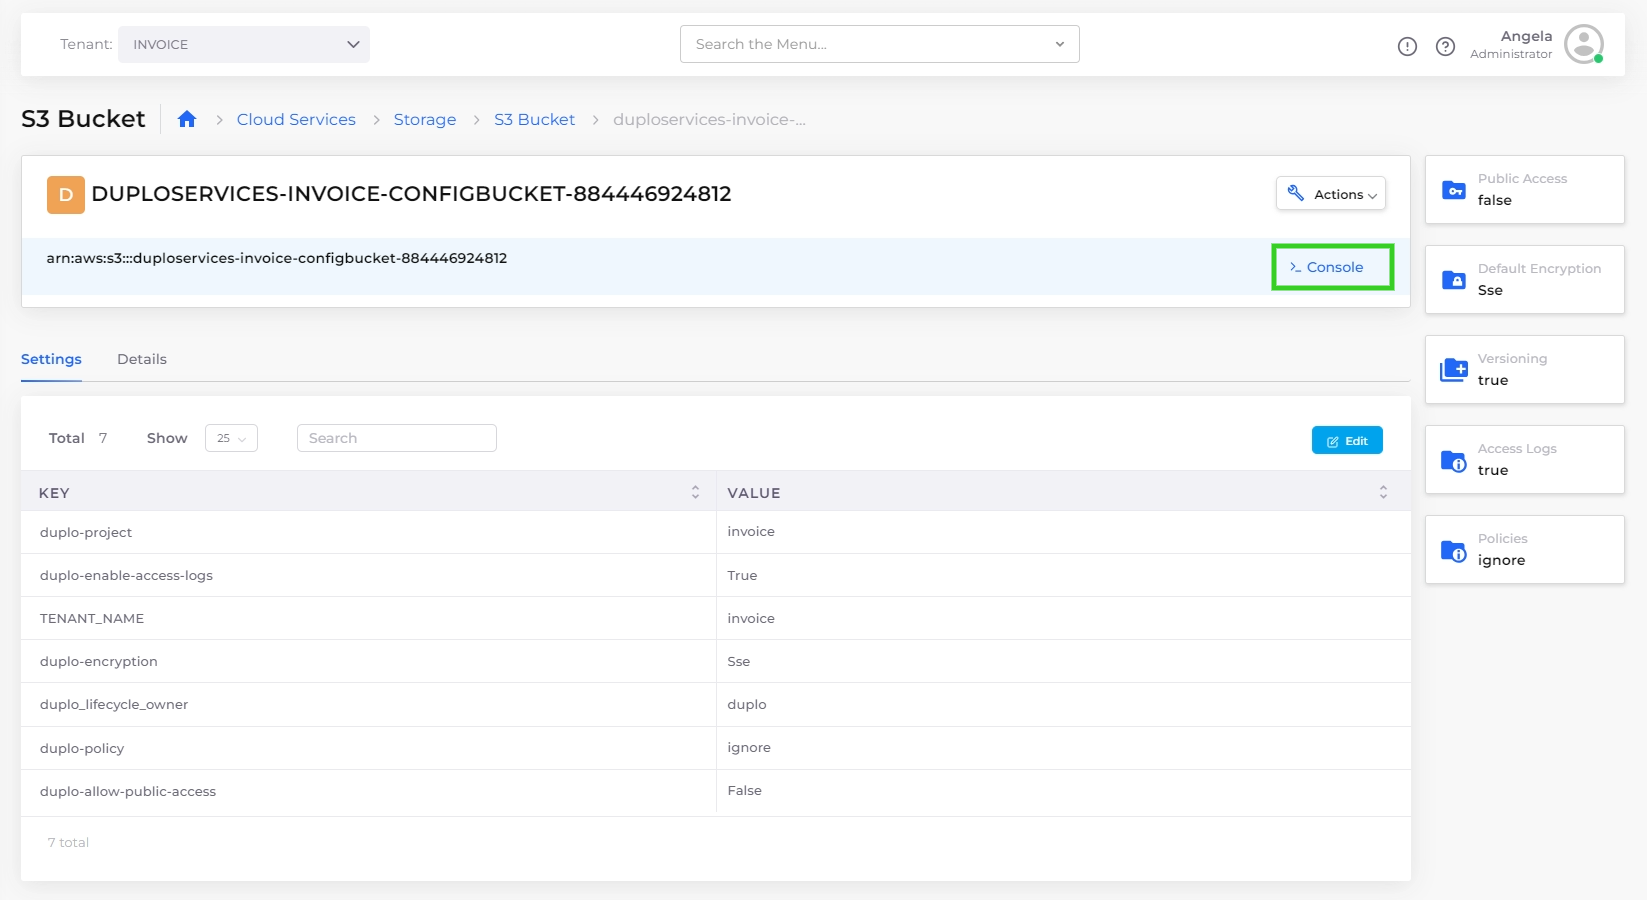 Tenant: INVOICE
Search the Menu...
Angela
Administrator
S3 Bucket
Cloud Services > Storage > S3 Bucket > duploservices-invoice-...
D DUPLOSERVICES-INVOICE-CONFIGBUCKET-884446924812
Actions
arn:aws:s3:::duploservices-invoice-configbucket-884446924812
Console
Public Access
false
Default Encryption
Sse
Versioning
true
Access Logs
true
Policies
ignore
Settings Details
Total 7 Show 25 Search Edit
KEY VALUE
duplo-project invoice
duplo-enable-access-logs True
TENANT_NAME invoice
duplo-encryption Sse
duplo_lifecycle_owner duplo
duplo-policy ignore
duplo-allow-public-access False
7 total